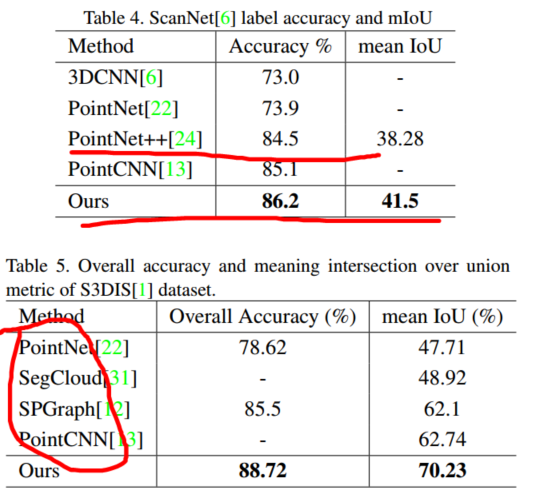 Table 4. ScanNet[6] label accuracy and mIoU
Method Accuracy % mean IoU
3DCNN[6] 73.0 -
PointNet[22] 73.9 -
PointNet++[24] 84.5 38.28
PointCNN[13] 85.1 -
Ours 86.2 41.5
Table 5. Overall accuracy and meaning intersection over union
metric of S3DIS[1] dataset.
Method Overall Accuracy (%) mean IoU (%)
PointNet[22] 78.62 47.71
SegCloud[31] - 48.92
SPGraph[12] 85.5 62.1
PointCNN[13] - 62.74
Ours 88.72 70.23